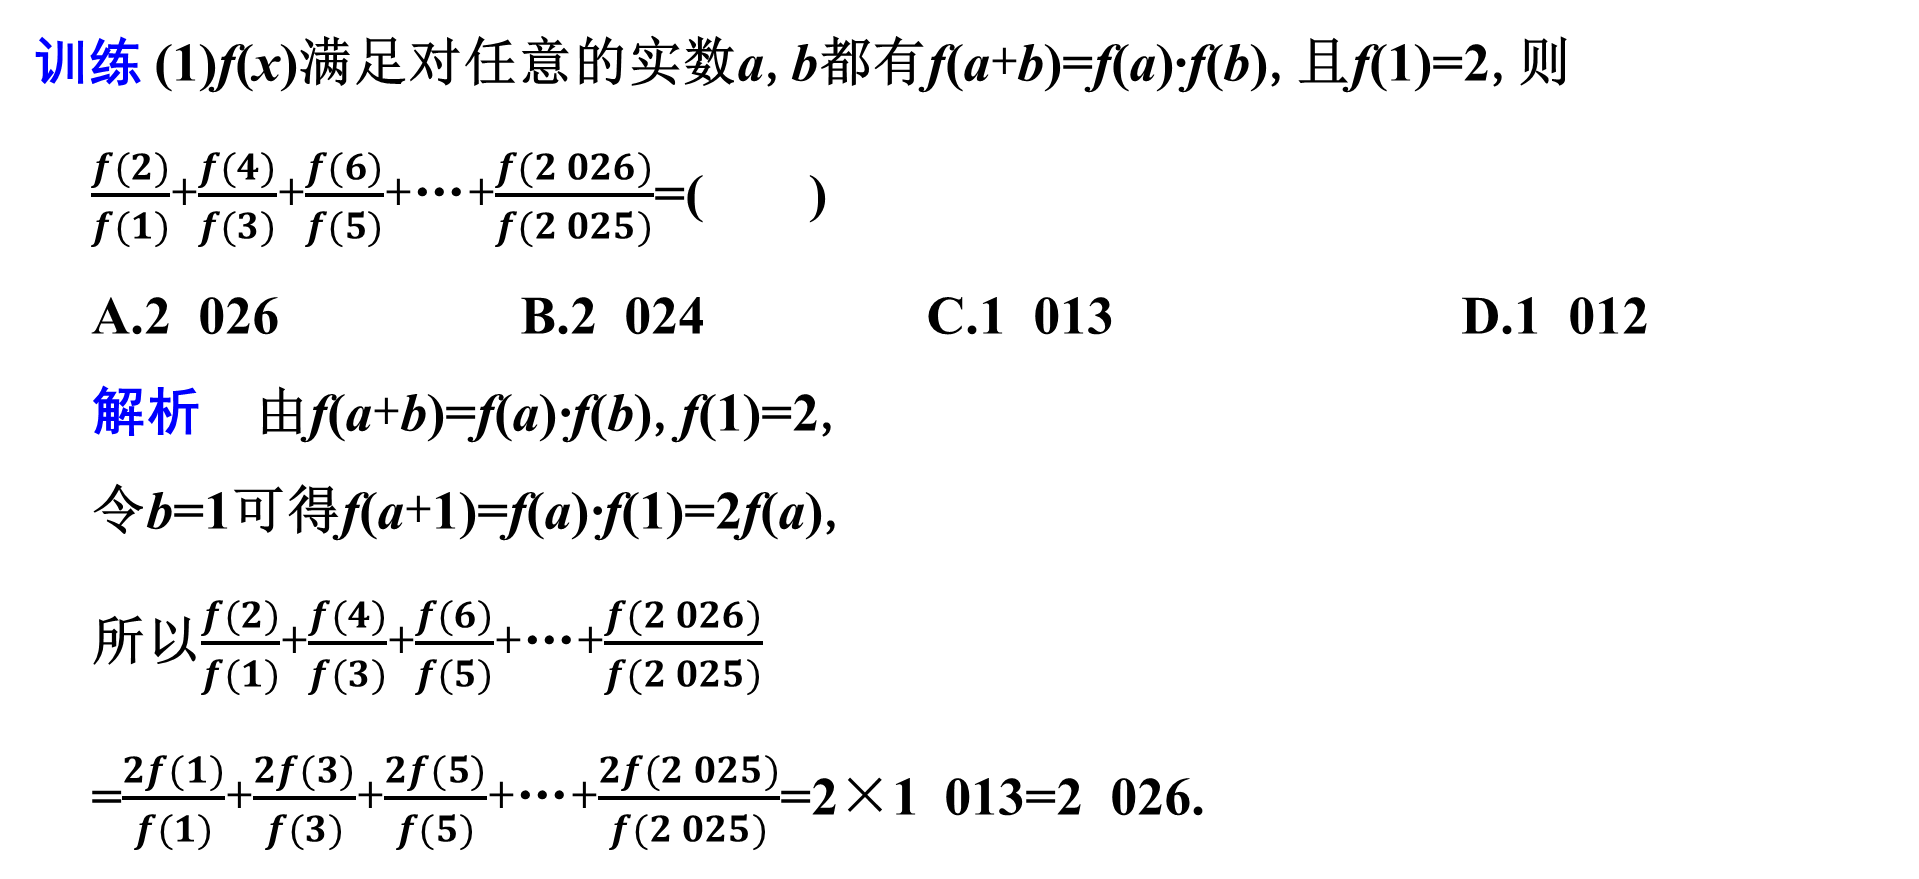 训练 (1)f(x)满足对任意的实数a, b都有f(a+b)=f(a)·f(b), 且f(1)=2, 则
f(2)/f(1)+f(4)/f(3)+f(6)/f(5)+···+f(2 026)/f(2 025)=(  )
A.2 026 B.2 024 C.1 013 D.1 012
解析 由f(a+b)=f(a)·f(b), f(1)=2,
令b=1可得f(a+1)=f(a)·f(1)=2f(a),
所以f(2)/f(1)+f(4)/f(3)+f(6)/f(5)+···+f(2 026)/f(2 025)
=2f(1)/f(1)+2f(3)/f(3)+2f(5)/f(5)+···+2f(2 025)/f(2 025)=2×1 013=2 026.